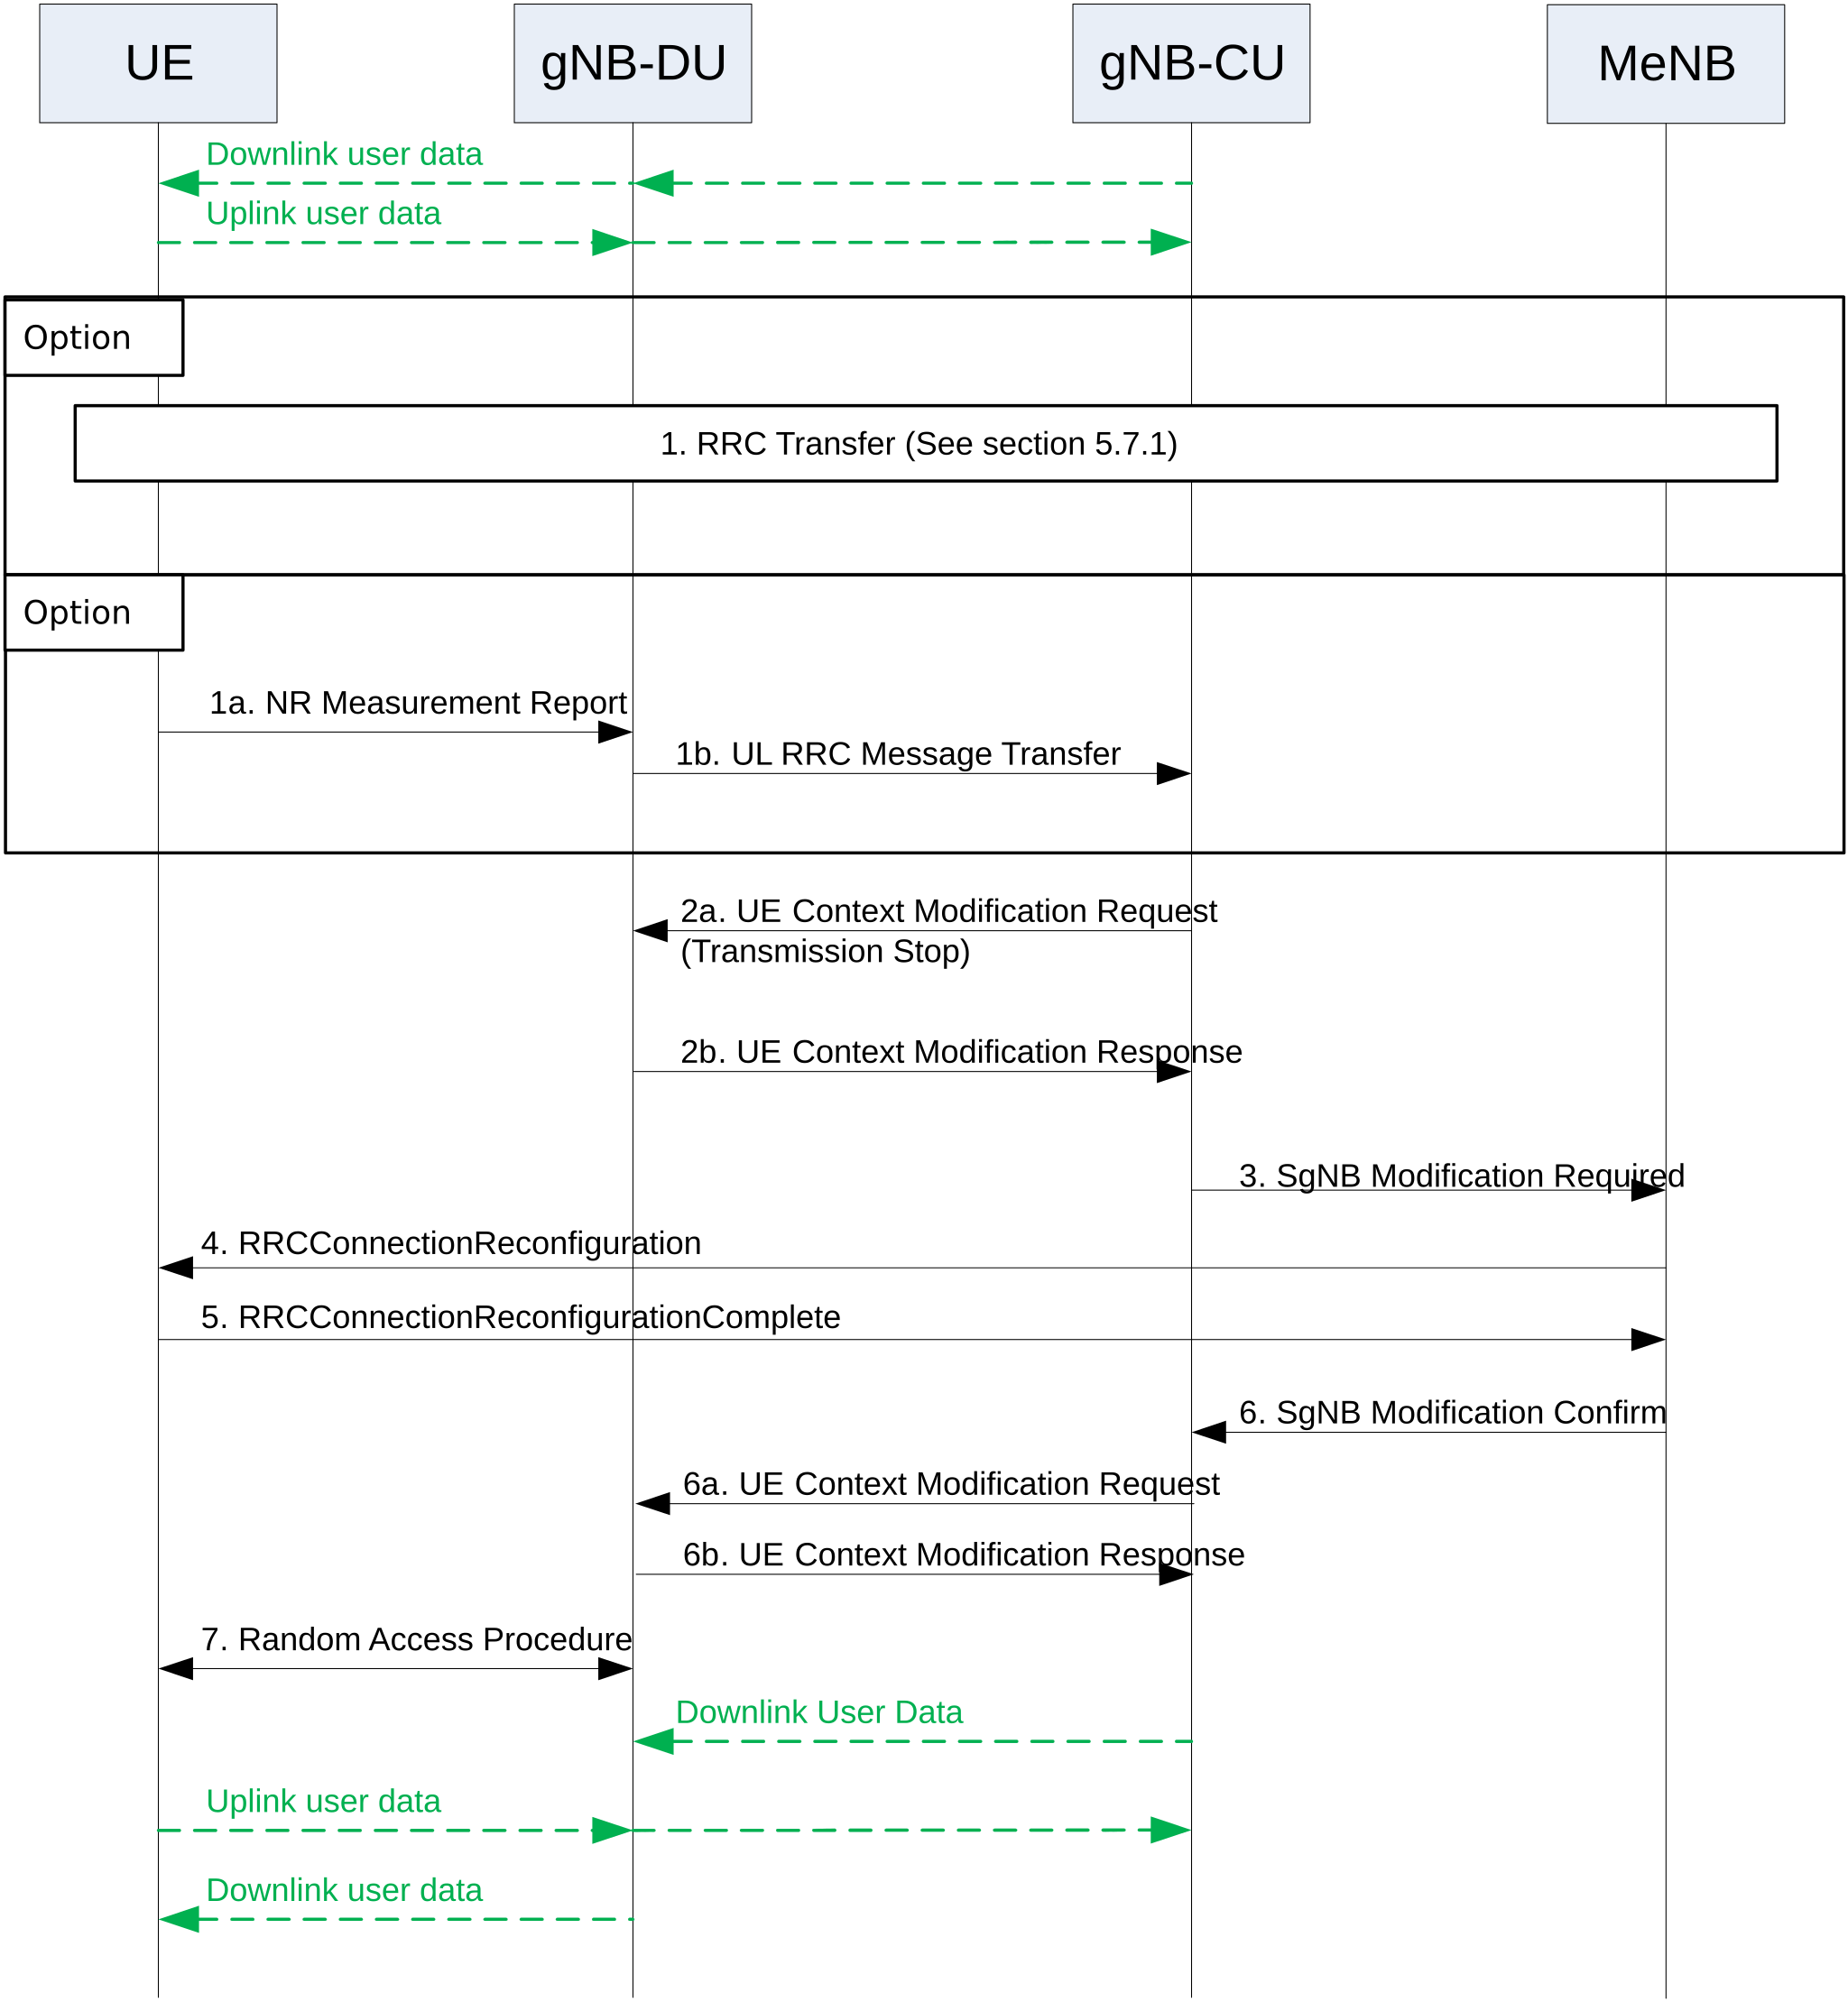 UE
gNB-DU
gNB-CU
MeNB
Downlink user data
Uplink user data
Option
1. RRC Transfer (See section 5.7.1)
Option
1a. NR Measurement Report
1b. UL RRC Message Transfer
2a. UE Context Modification Request
(Transmission Stop)
2b. UE Context Modification Response
3. SgNB Modification Required
4. RRCConnectionReconfiguration
5. RRCConnectionReconfigurationComplete
6. SgNB Modification Confirm
6a. UE Context Modification Request
6b. UE Context Modification Response
7. Random Access Procedure
Downlink User Data
Uplink user data
Downlink user data